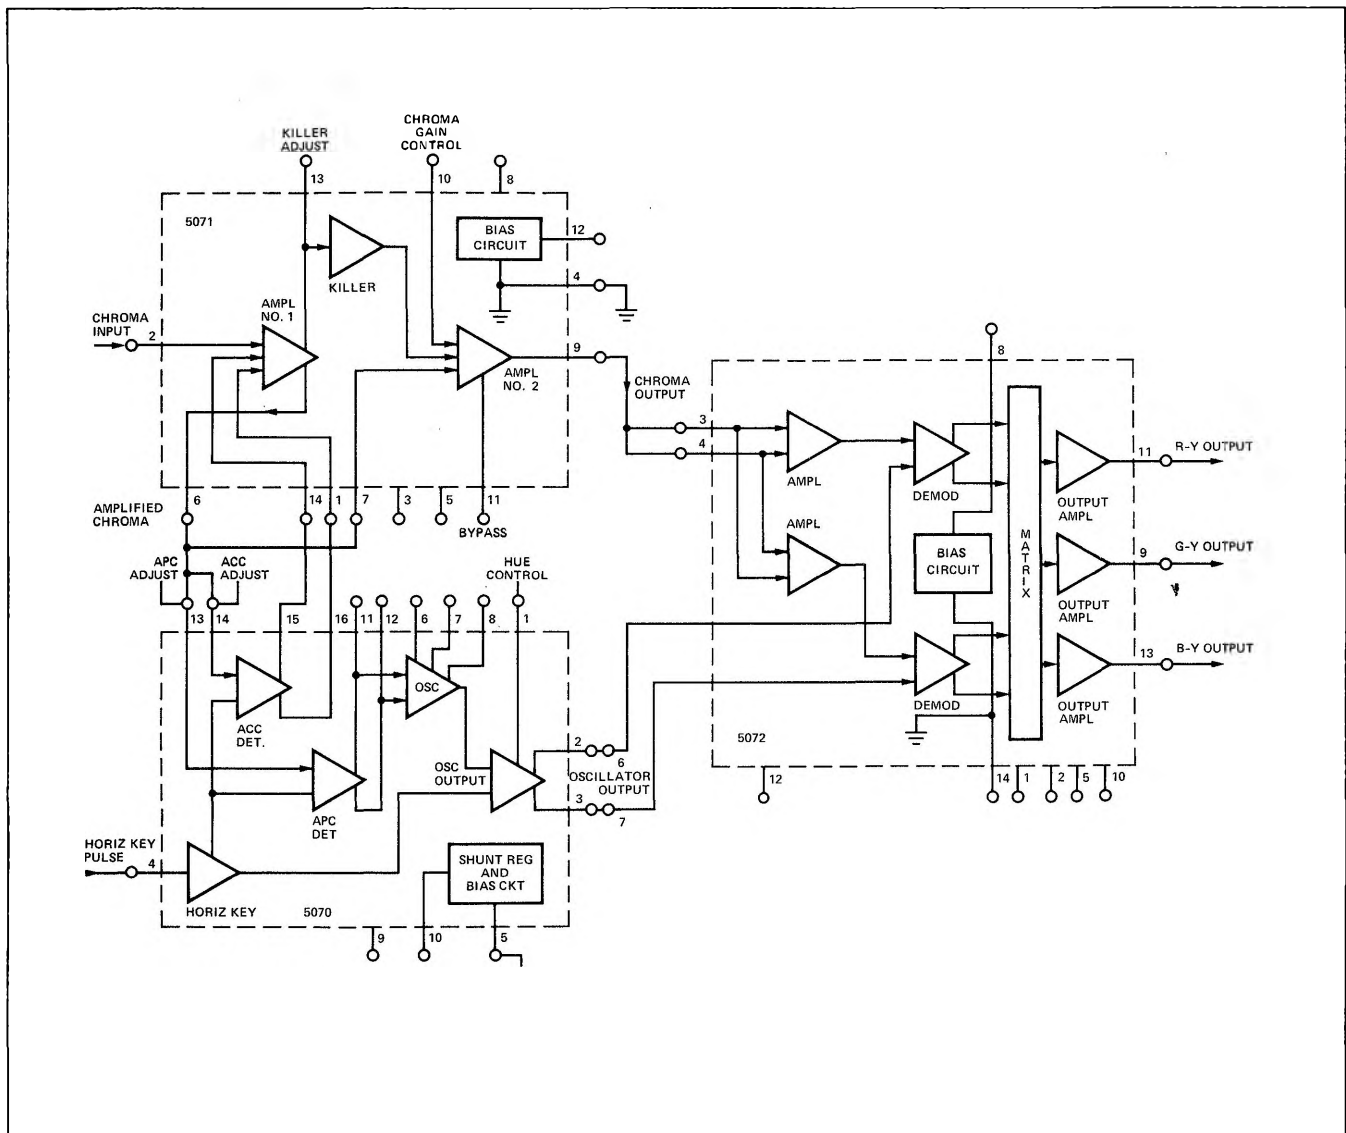 KILLER
ADJUST
CHROMA
GAIN
CONTROL
13
10
8
5071
BIAS
CIRCUIT
12
4
KILLER
AMPL
NO. 1
CHROMA
INPUT
2
9
AMPL
NO. 2
CHROMA
OUTPUT
6
14
1
7
3
5
11
AMPLIFIED
CHROMA
BYPASS
APC
ADJUST
ACC
ADJUST
HUE
CONTROL
13
14
15
16
11
12
6
7
8
1
OSC
ACC
DET.
APC
DET
OSC
OUTPUT
2
6
OSCILLATOR
OUTPUT
3
7
HORIZ KEY
PULSE
4
HORIZ KEY
5070
SHUNT REG
AND
BIAS CKT
9
10
5
8
3
4
AMPL
AMPL
DEMOD
BIAS
CIRCUIT
DEMOD
MATRIX
OUTPUT
AMPL
11
R-Y OUTPUT
OUTPUT
AMPL
9
G-Y OUTPUT
OUTPUT
AMPL
13
B-Y OUTPUT
5072
12
14
1
2
5
10